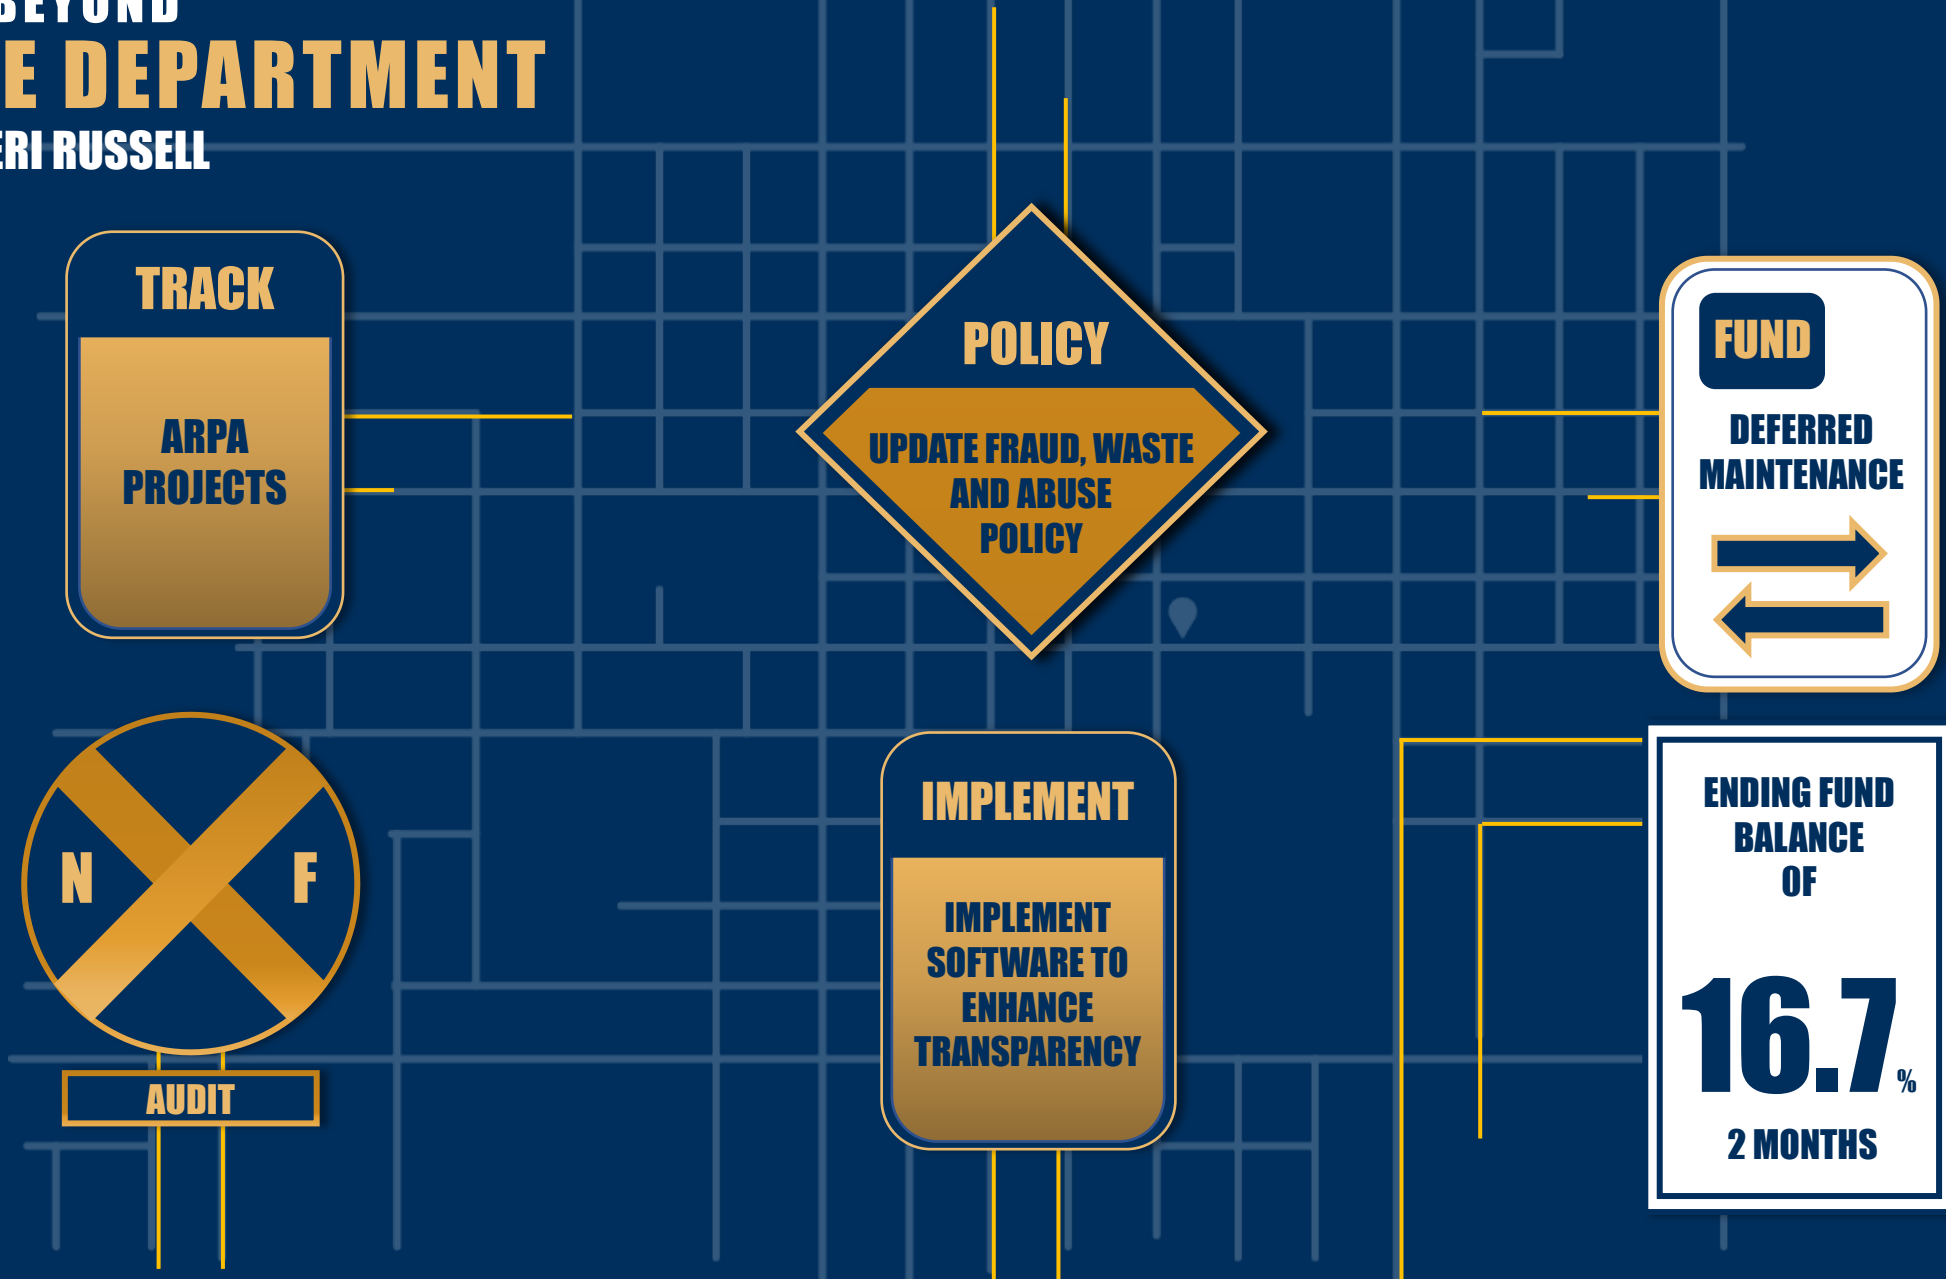 BEYOND
E DEPARTMENT
ERI RUSSELL
TRACK
ARPA
PROJECTS
POLICY
UPDATE FRAUD, WASTE
AND ABUSE
POLICY
FUND
DEFERRED
MAINTENANCE
N F
AUDIT
IMPLEMENT
IMPLEMENT
SOFTWARE TO
ENHANCE
TRANSPARENCY
ENDING FUND
BALANCE
OF
16.7%
2 MONTHS